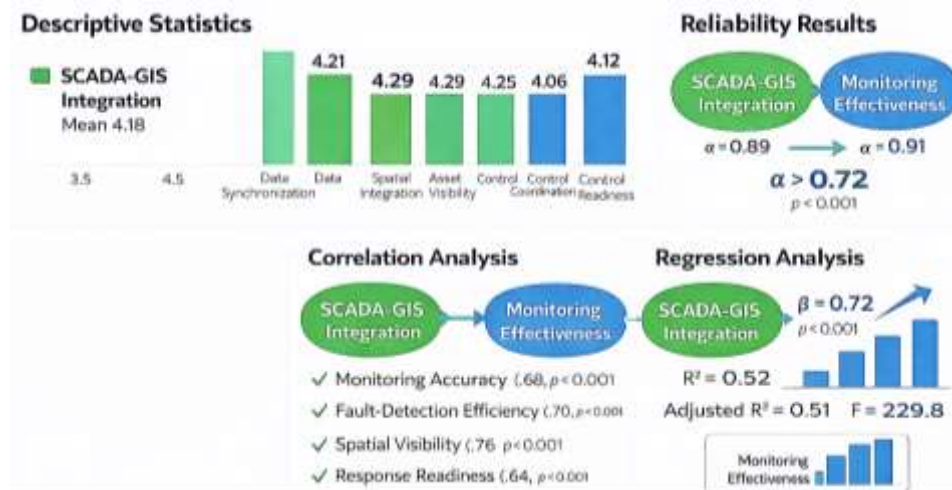 Descriptive Statistics
SCADA-GIS
Integration
Mean 4.18
3.5 4.5
4.21 4.29 4.29 4.25 4.06 4.12
Date Data Spatial Asset Control Control Control
Synchronization Integration Visibility Coordination Readness
Reliability Results
SCADA-GIS
Integration
Monitoring
Effectiveness
α=0.89 α=0.91
α > 0.72
p < 0.001
Correlation Analysis
SCADA-GIS
Integration
Monitoring
Effectiveness
✓ Monitoring Accuracy (.68, p<0.001
✓ Fault-Detection Efficiency (.70, p<0.001
✓ Spatial Visibility (.76 p<0.001
✓ Response Readiness (.64, p<0.001
Regression Analysis
SCADA-GIS
Integration
β = 0.72
p<0.001
R² = 0.52
Adjusted R² = 0.51 F = 229.8
Monitoring
Effectiveness